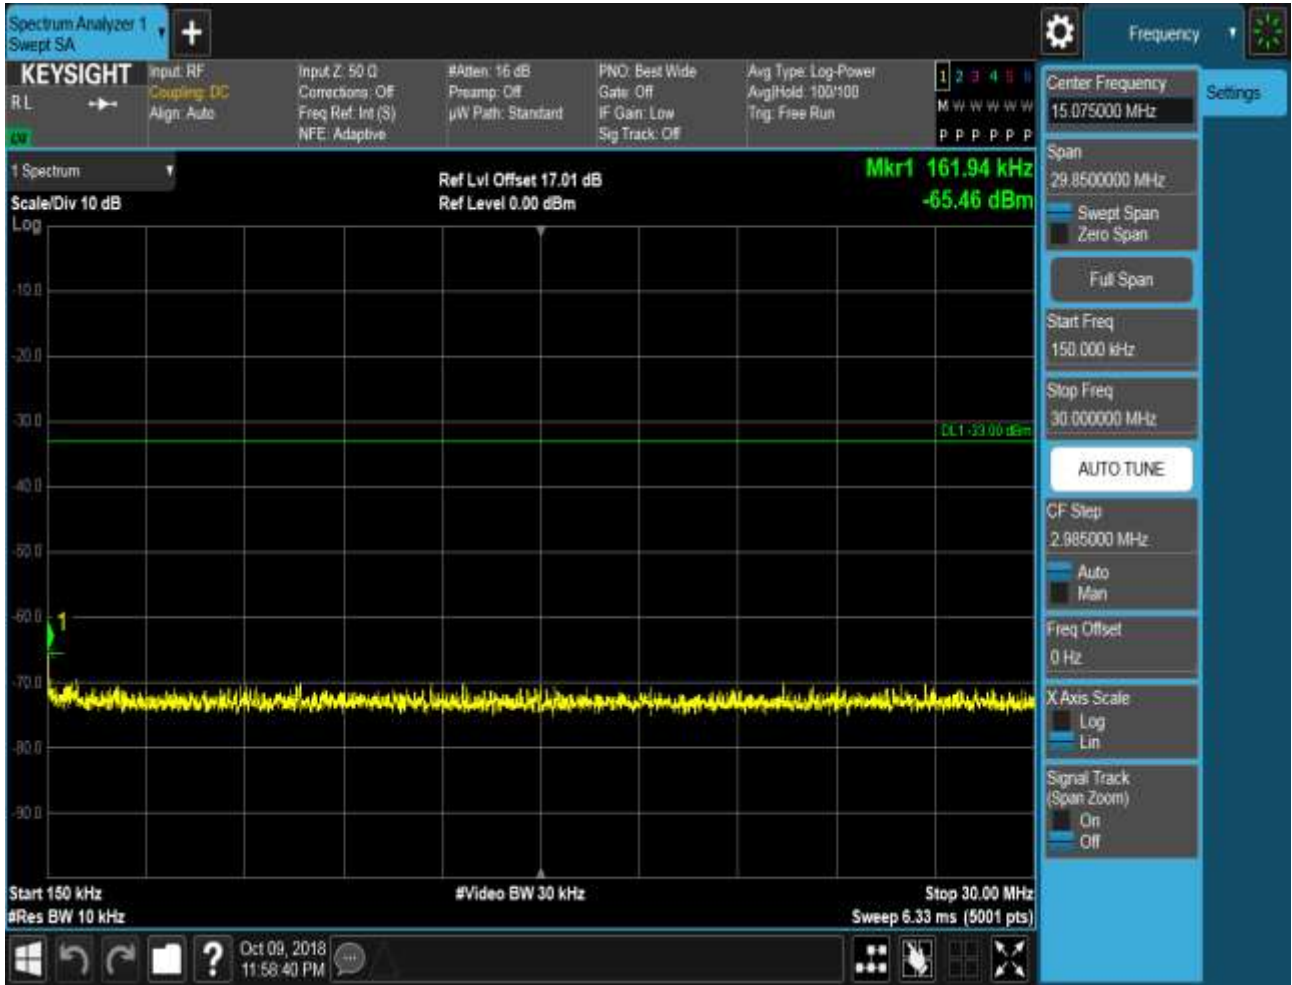 Spectrum Analyzer 1
Swept SA
+
Frequency
KEYSIGHT
RL
Input: RF
Coupling: DC
Align: Auto
Input Z: 50 Ω
Corrections: Off
Freq Ref: Int (S)
NFE: Adaptive
#Atten: 16 dB
Preamp: Off
µW Path: Standard
PNO: Best Wide
Gate: Off
IF Gain: Low
Sig Track: Off
Avg Type: Log-Power
Avg|Hold: 100/100
Trig: Free Run
1 2 3 4 5 6
M W W W W W
P P P P P P
1 Spectrum
Scale/Div 10 dB
Log
Ref Lvl Offset 17.01 dB
Ref Level 0.00 dBm
Mkr1 161.94 kHz
-65.46 dBm
-10.0
-20.0
-30.0
DL1 -33.00 dBm
-40.0
-50.0
-60.0
1
-70.0
-80.0
-90.0
Start 150 kHz
#Res BW 10 kHz
#Video BW 30 kHz
Stop 30.00 MHz
Sweep 6.33 ms (5001 pts)
Center Frequency
15.075000 MHz
Settings
Span
29.8500000 MHz
Swept Span
Zero Span
Full Span
Start Freq
150.000 kHz
Stop Freq
30.000000 MHz
AUTO TUNE
CF Step
2.985000 MHz
Auto
Man
Freq Offset
0 Hz
X Axis Scale
Log
Lin
Signal Track
(Span Zoom)
On
Off
?
Oct 09, 2018
11:58:40 PM